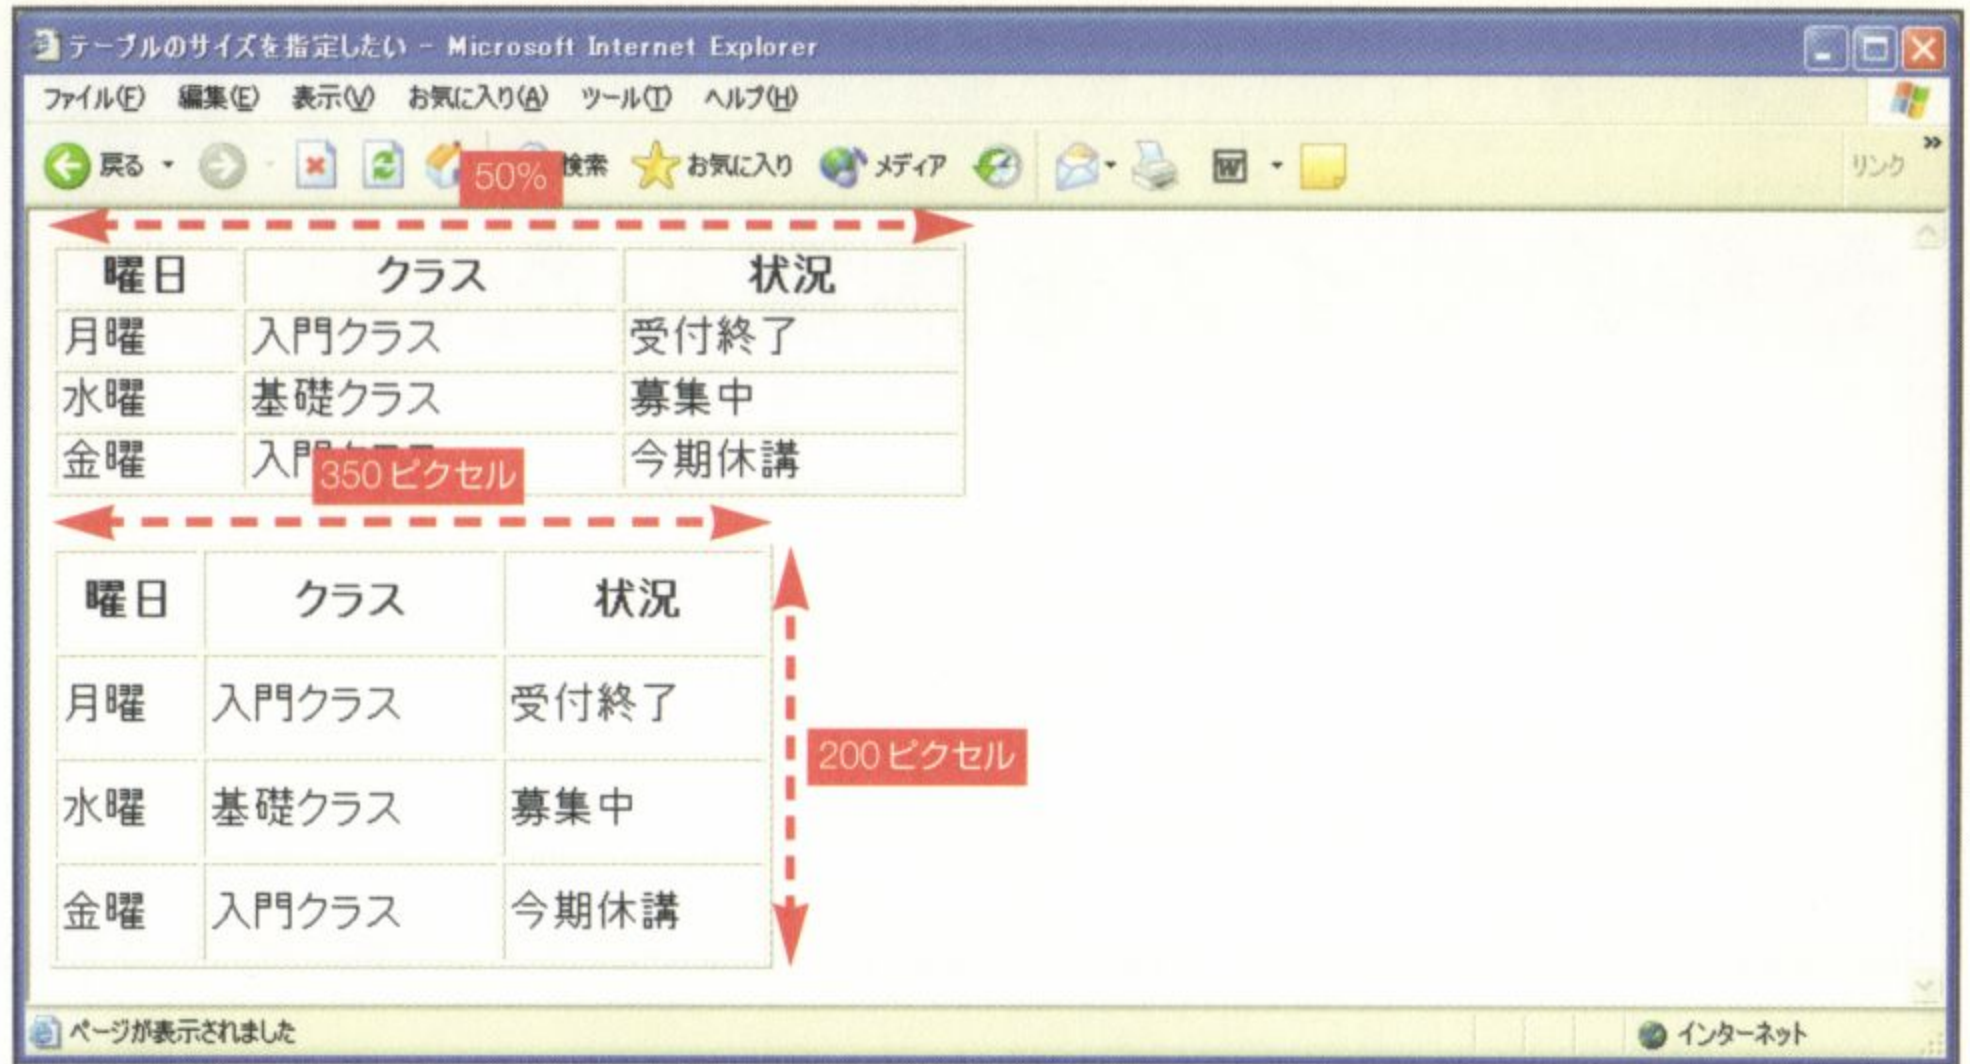 テーブルのサイズを指定したい - Microsoft Internet Explorer
ファイル(F) 編集(E) 表示(V) お気に入り(A) ツール(T) ヘルプ(H)
戻る 検索 お気に入り メディア リンク
50%
曜日 クラス 状況
月曜 入門クラス 受付終了
水曜 基礎クラス 募集中
金曜 入門 今期休講
350ピクセル
曜日 クラス 状況
月曜 入門クラス 受付終了
200ピクセル
水曜 基礎クラス 募集中
金曜 入門クラス 今期休講
ページが表示されました インターネット